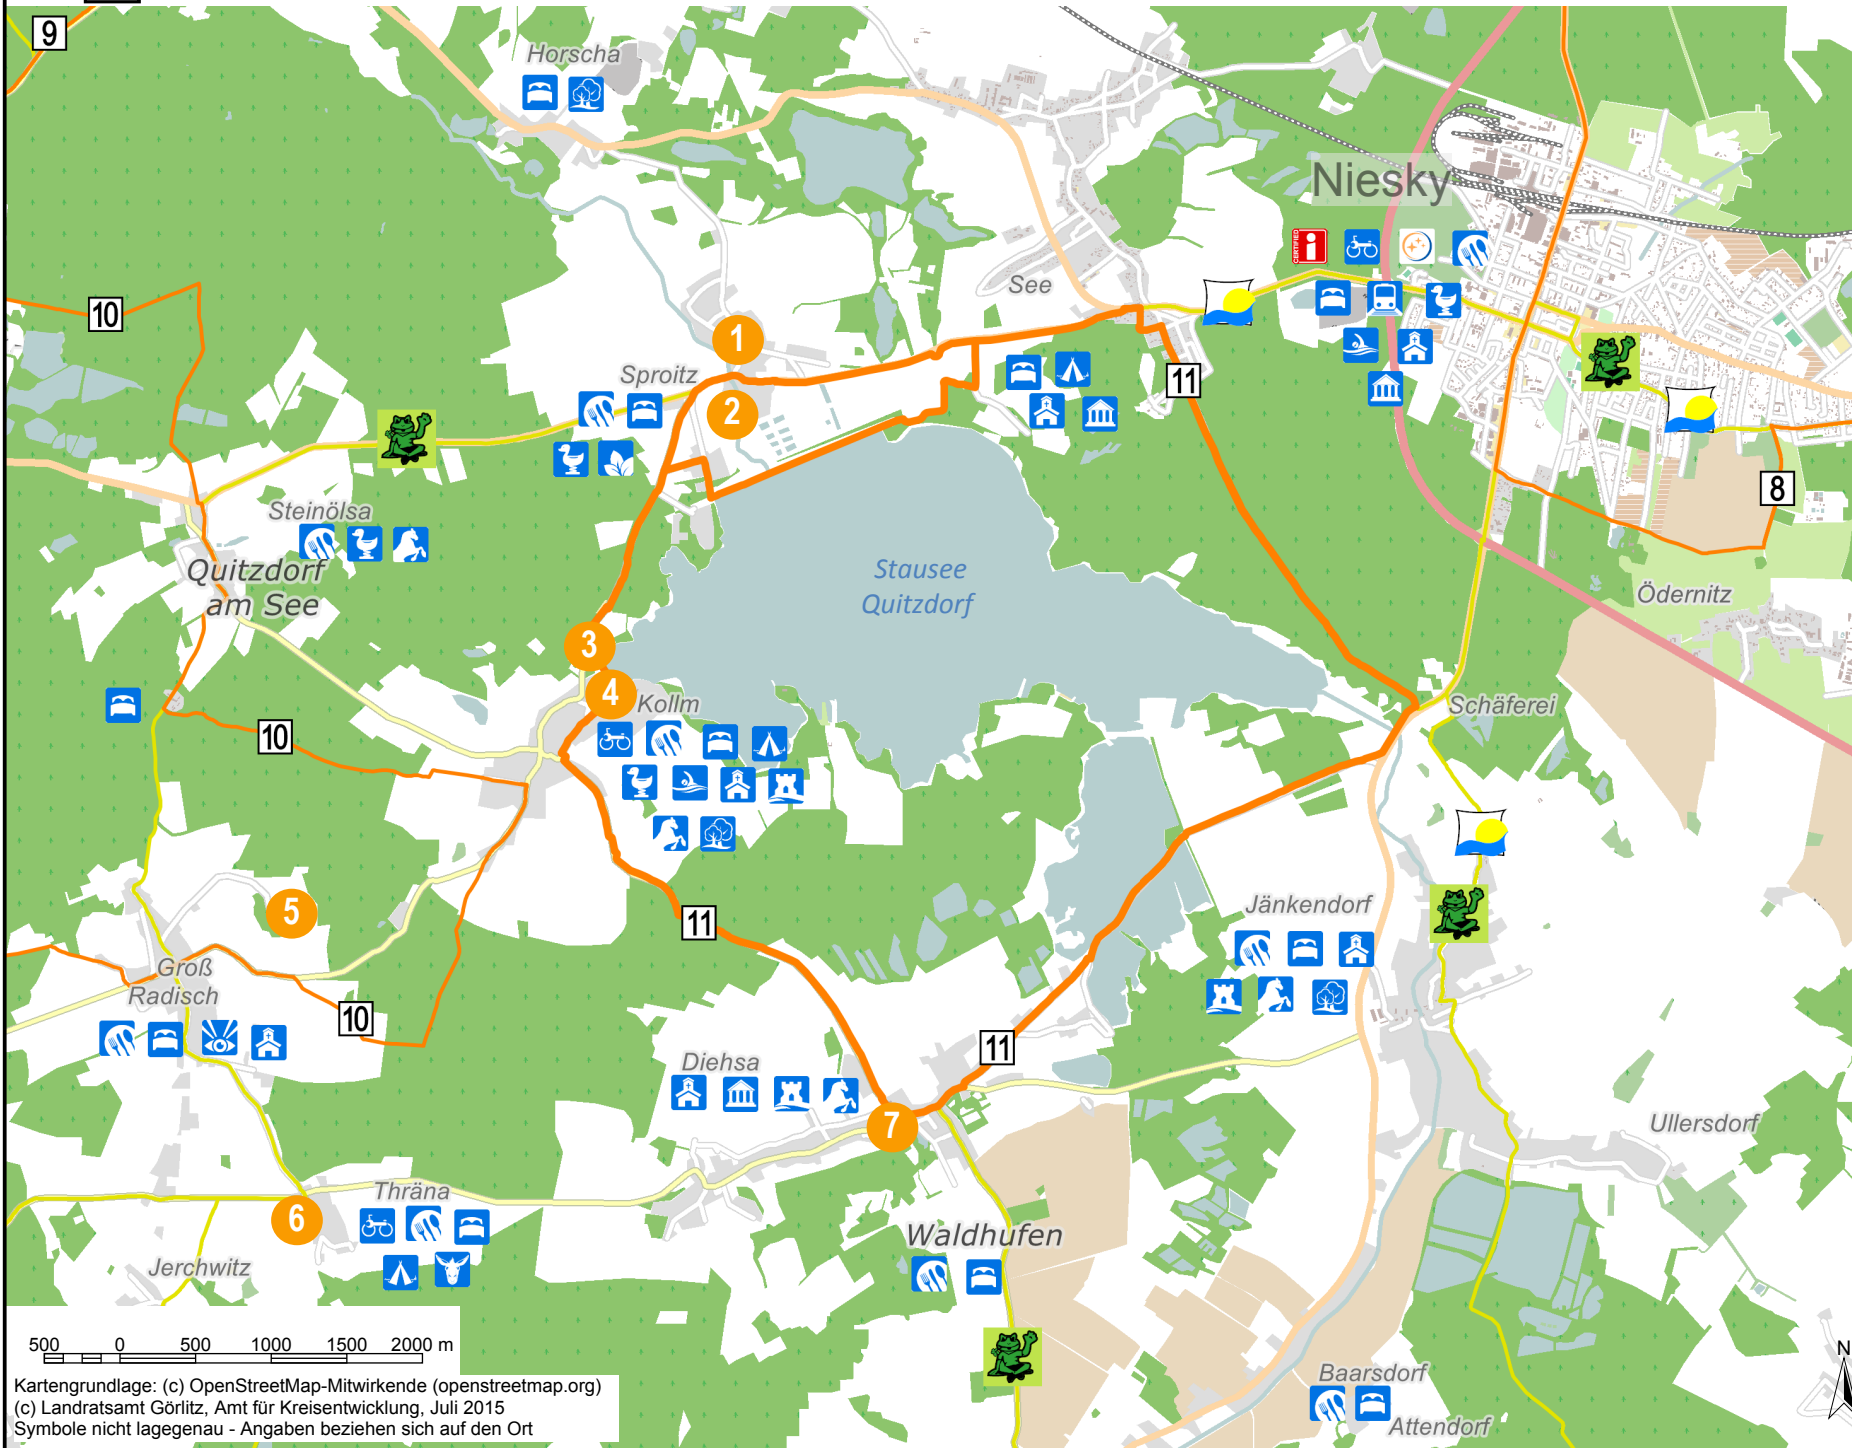 9
Horscha
Niesky
CERTIFIED
i
10
See
1
Sproitz
11
2
8
Steinölsa
Quitzdorf
am See
Stausee
Quitzdorf
Ödernitz
3
4
Kollm
Schäferei
10
5
11
Jänkendorf
Groß
Radisch
10
11
Diehsa
7
Ullersdorf
Thräna
6
Waldhufen
Jerchwitz
500 0 500 1000 1500 2000 m
N
Baarsdorf
Attendorf
Kartengrundlage: (c) OpenStreetMap-Mitwirkende (openstreetmap.org)
(c) Landratsamt Görlitz, Amt für Kreisentwicklung, Juli 2015
Symbole nicht lagegenau - Angaben beziehen sich auf den Ort